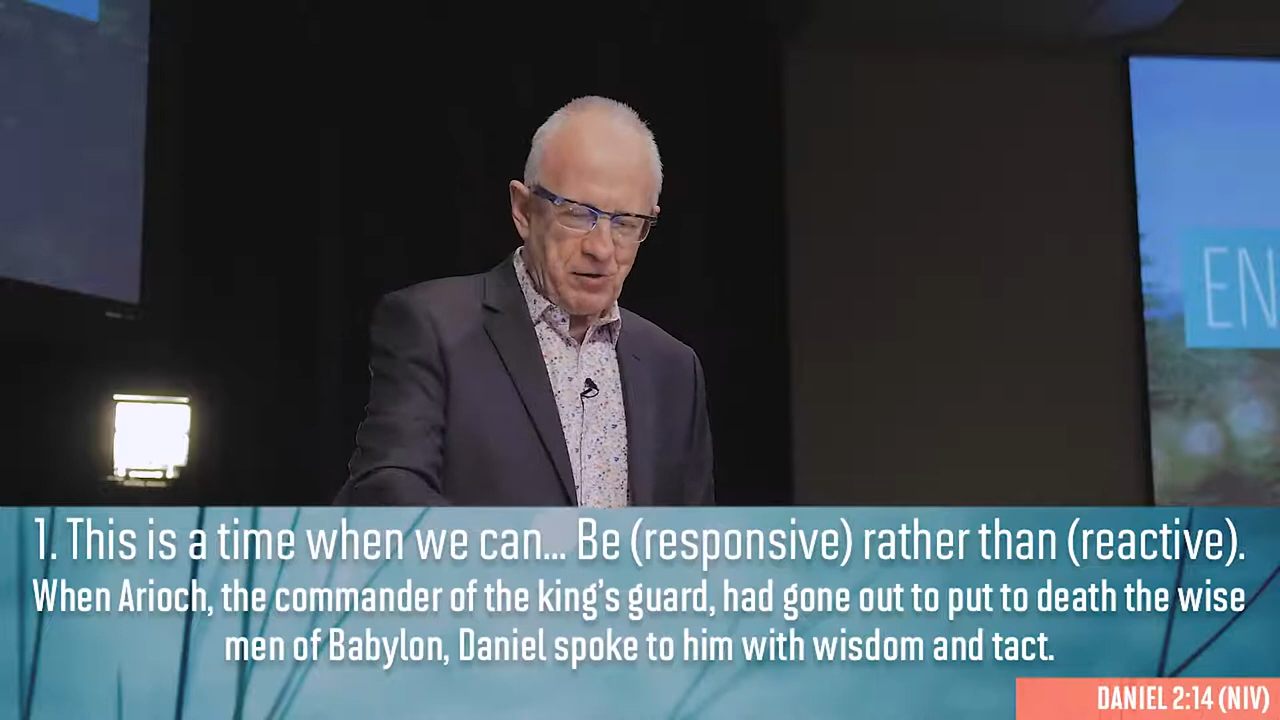 EN
1. This is a time when we can... Be (responsive) rather than (reactive).
When Arioch, the commander of the king's guard, had gone out to put to death the wise
men of Babylon, Daniel spoke to him with wisdom and tact.
DANIEL 2:14 (NIV)